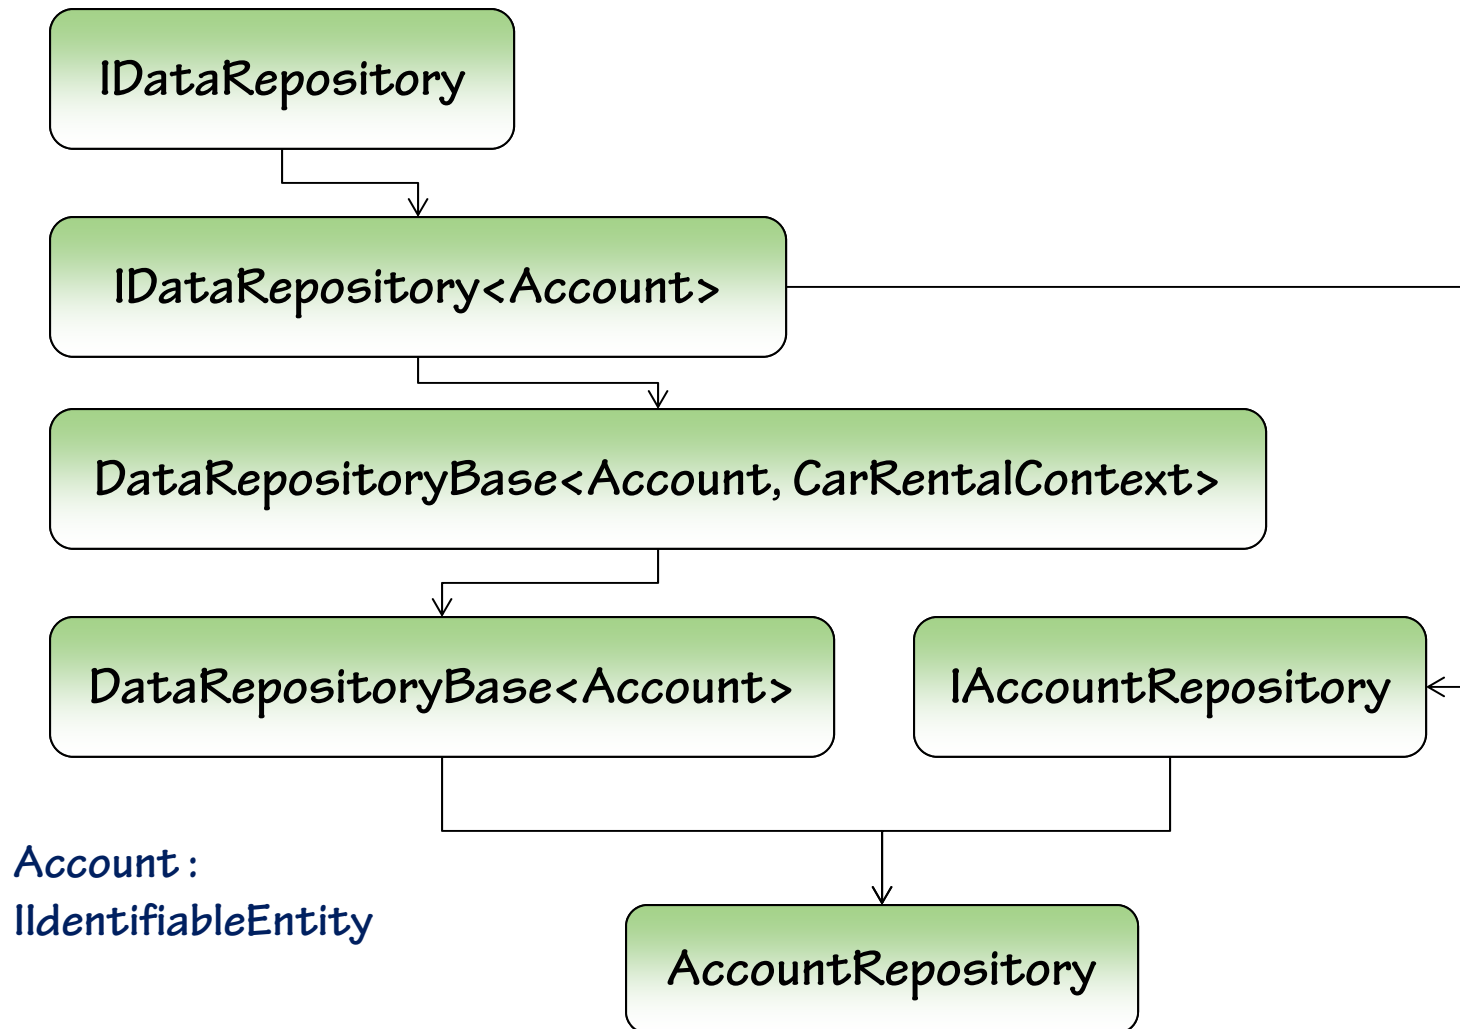 IDataRepository
IDataRepository<Account>
DataRepositoryBase<Account, CarRentalContext>
DataRepositoryBase<Account>
IAccountRepository
Account :
IIdentifiableEntity
AccountRepository